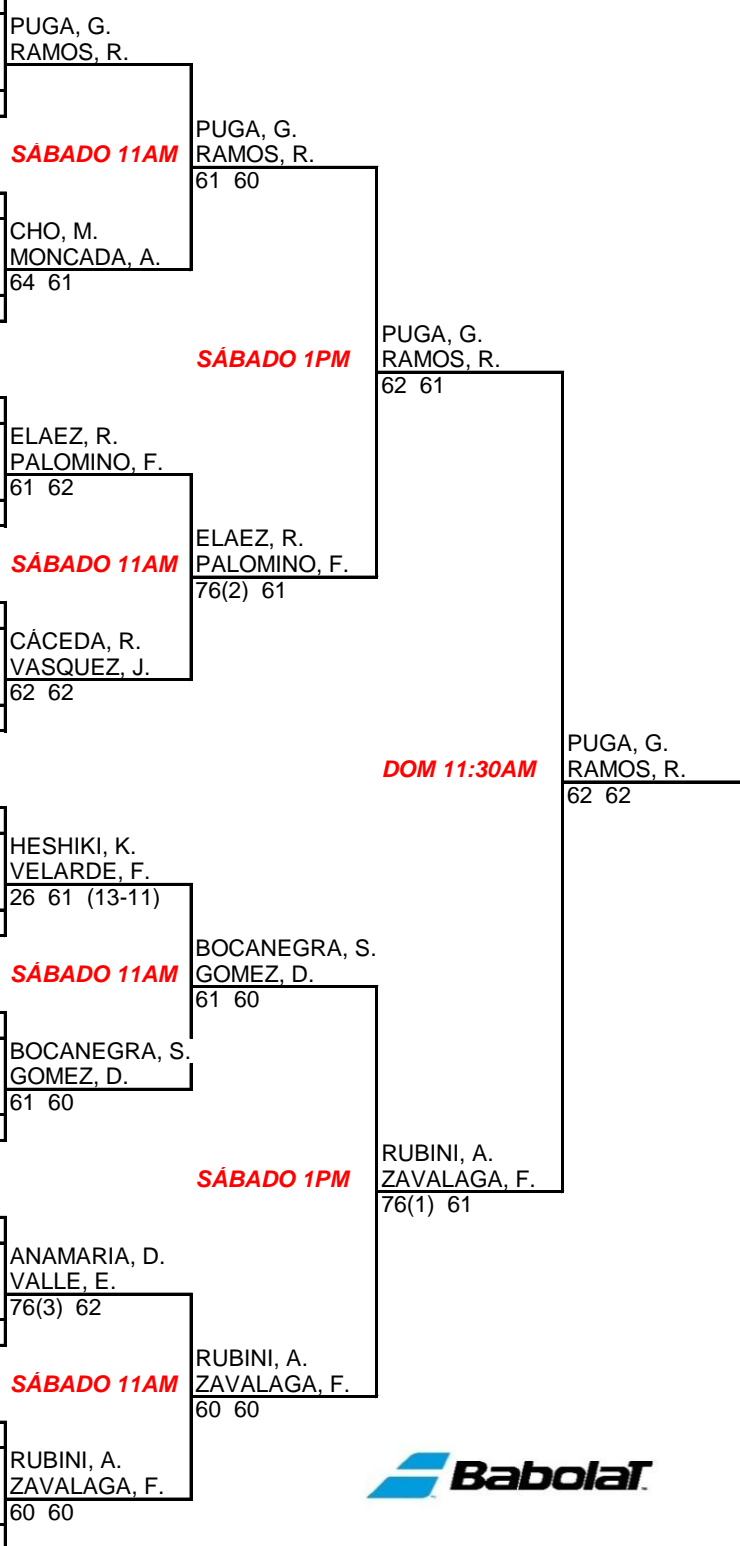 PUGA, G.
RAMOS, R.
PUGA, G.
SÁBADO 11AM RAMOS, R.
61 60
CHO, M.
MONCADA, A.
64 61
PUGA, G.
SÁBADO 1PM RAMOS, R.
62 61
ELAEZ, R.
PALOMINO, F.
61 62
ELAEZ, R.
SÁBADO 11AM PALOMINO, F.
76(2) 61
CÁCEDA, R.
VASQUEZ, J.
62 62
PUGA, G.
DOM 11:30AM RAMOS, R.
62 62
HESHIKI, K.
VELARDE, F.
26 61 (13-11)
BOCANEGRA, S.
SÁBADO 11AM GOMEZ, D.
61 60
BOCANEGRA, S.
GOMEZ, D.
61 60
RUBINI, A.
SÁBADO 1PM ZAVALAGA, F.
76(1) 61
ANAMARIA, D.
VALLE, E.
76(3) 62
RUBINI, A.
SÁBADO 11AM ZAVALAGA, F.
60 60
RUBINI, A.
ZAVALAGA, F.
60 60
Babolat